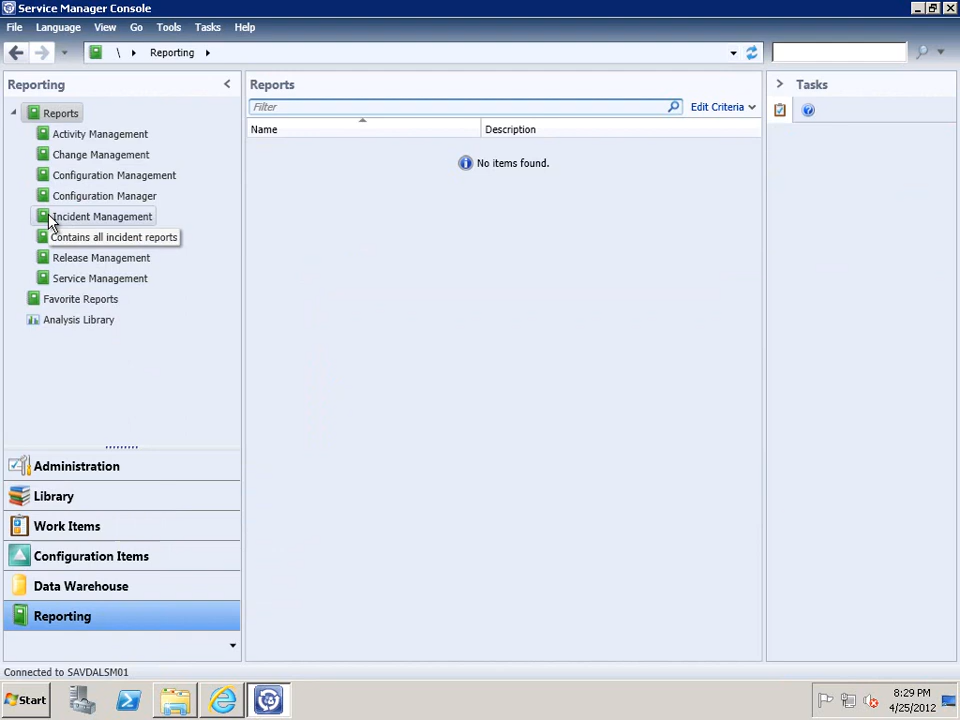 Service Manager Console
File Language View Go Tools Tasks Help
\ Reporting
Reporting
Reports
Activity Management
Change Management
Configuration Management
Configuration Manager
Incident Management
Contains all incident reports
Release Management
Service Management
Favorite Reports
Analysis Library
Administration
Library
Work Items
Configuration Items
Data Warehouse
Reporting
Reports
Filter
Edit Criteria
Name Description
No items found.
Tasks
Connected to SAVDALSM01
Start
8:29 PM
4/25/2012